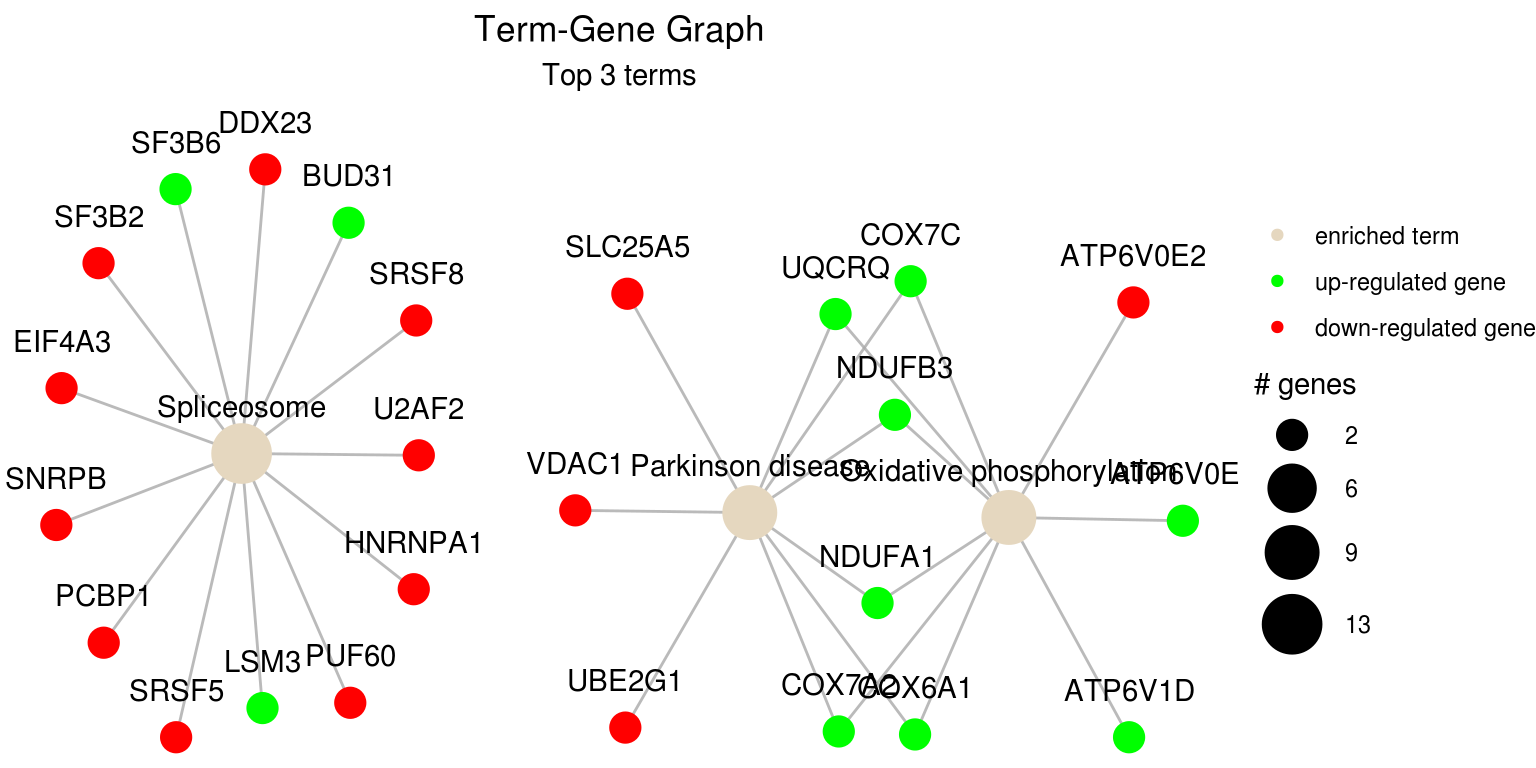 Term-Gene Graph
Top 3 terms
DDX23
SF3B6
BUD31
SF3B2
SRSF8
EIF4A3
Spliceosome
U2AF2
SNRPB
HNRNPA1
PCBP1
LSM3
PUF60
SRSF5
COX7C
SLC25A5
UQCRQ
ATP6V0E2
NDUFB3
VDAC1
Parkinson disease
Oxidative phosphorylation
ATP6V0E
NDUFA1
UBE2G1
COX7A2
COX6A1
ATP6V1D
enriched term
up-regulated gene
down-regulated gene
# genes
2
6
9
13